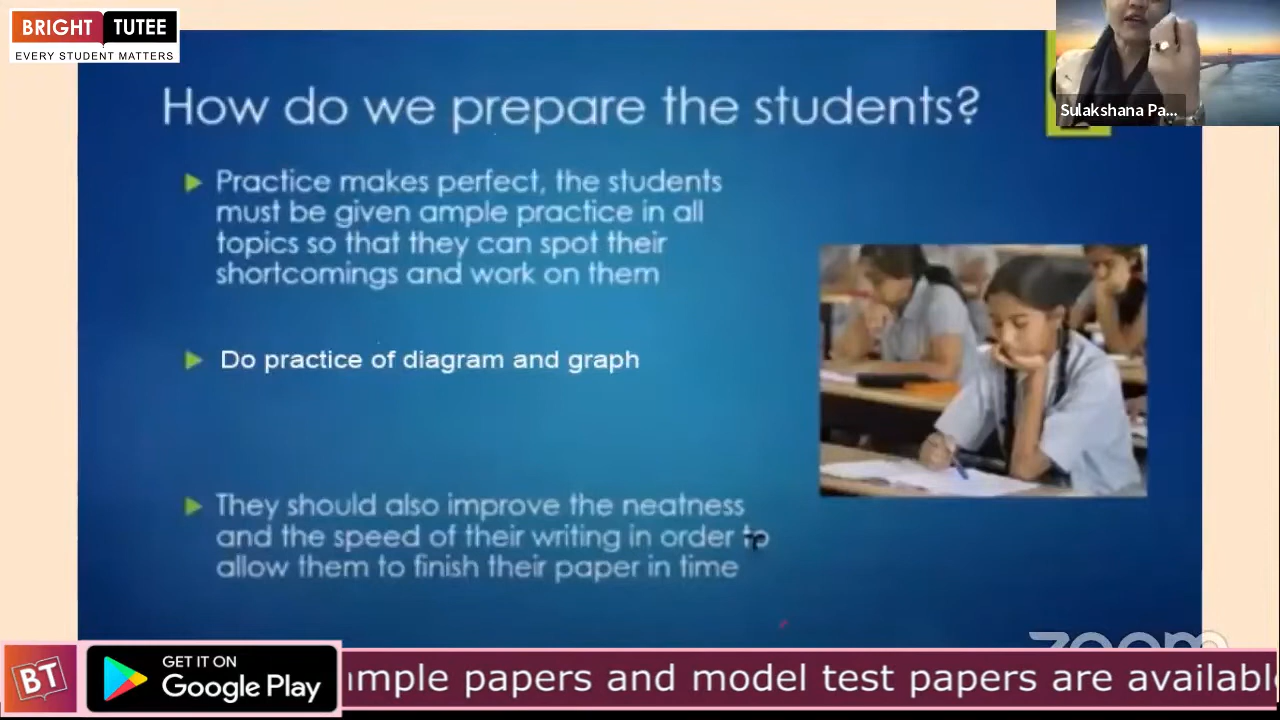 BRIGHT TUTEE
EVERY STUDENT MATTERS
Sulakshana Pa...
How do we prepare the students?
Practice makes perfect, the students
must be given ample practice in all
topics so that they can spot their
shortcomings and work on them
Do practice of diagram and graph
They should also improve the neatness
and the speed of their writing in order to
allow them to finish their paper in time
zoom
BT
GET IT ON
Google Play
mple papers and model test papers are availabl